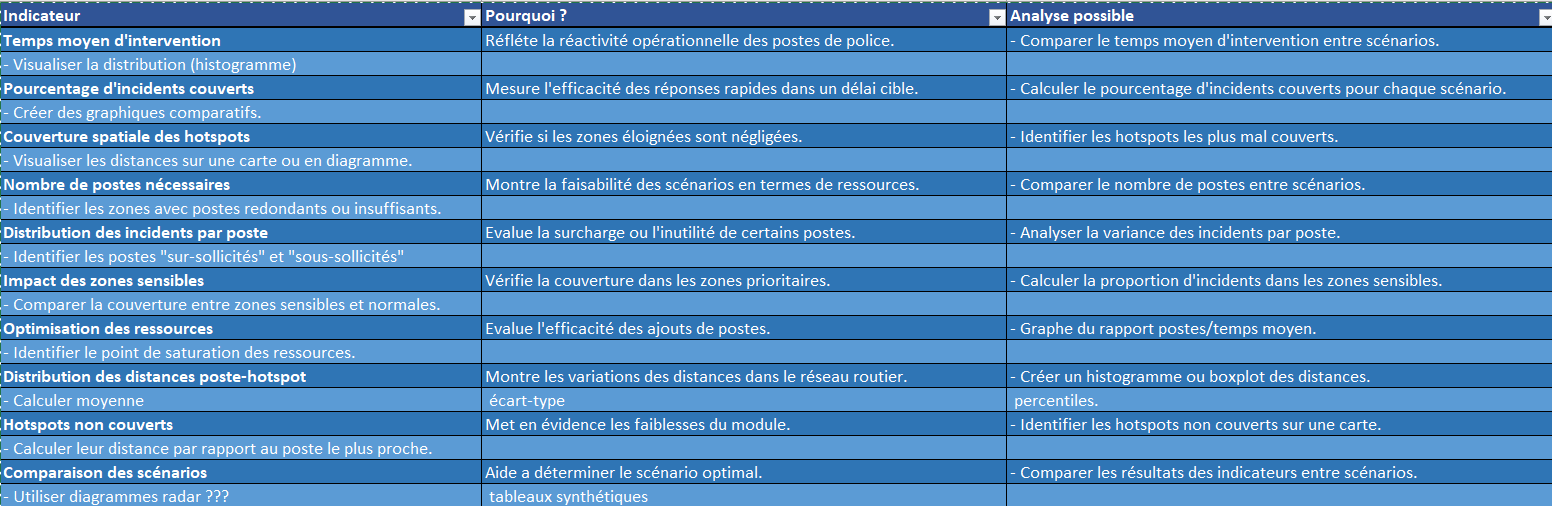 Indicateur Pourquoi ? Analyse possible
Temps moyen d'intervention Réfléte la réactivité opérationnelle des postes de police. - Comparer le temps moyen d'intervention entre scénarios.
- Visualiser la distribution (histogramme)
Pourcentage d'incidents couverts Mesure l'efficacité des réponses rapides dans un délai cible. - Calculer le pourcentage d'incidents couverts pour chaque scénario.
- Créer des graphiques comparatifs.
Couverture spatiale des hotspots Vérifie si les zones éloignées sont négligées. - Identifier les hotspots les plus mal couverts.
- Visualiser les distances sur une carte ou en diagramme.
Nombre de postes nécessaires Montre la faisabilité des scénarios en termes de ressources. - Comparer le nombre de postes entre scénarios.
- Identifier les zones avec postes redondants ou insuffisants.
Distribution des incidents par poste Evalue la surcharge ou l'inutilité de certains postes. - Analyser la variance des incidents par poste.
- Identifier les postes "sur-sollicités" et "sous-sollicités"
Impact des zones sensibles Vérifie la couverture dans les zones prioritaires. - Calculer la proportion d'incidents dans les zones sensibles.
- Comparer la couverture entre zones sensibles et normales.
Optimisation des ressources Evalue l'efficacité des ajouts de postes. - Graphe du rapport postes/temps moyen.
- Identifier le point de saturation des ressources.
Distribution des distances poste-hotspot Montre les variations des distances dans le réseau routier. - Créer un histogramme ou boxplot des distances.
- Calculer moyenne écart-type percentiles.
Hotspots non couverts Met en évidence les faiblesses du module. - Identifier les hotspots non couverts sur une carte.
- Calculer leur distance par rapport au poste le plus proche.
Comparaison des scénarios Aide a déterminer le scénario optimal. - Comparer les résultats des indicateurs entre scénarios.
- Utiliser diagrammes radar ??? tableaux synthétiques